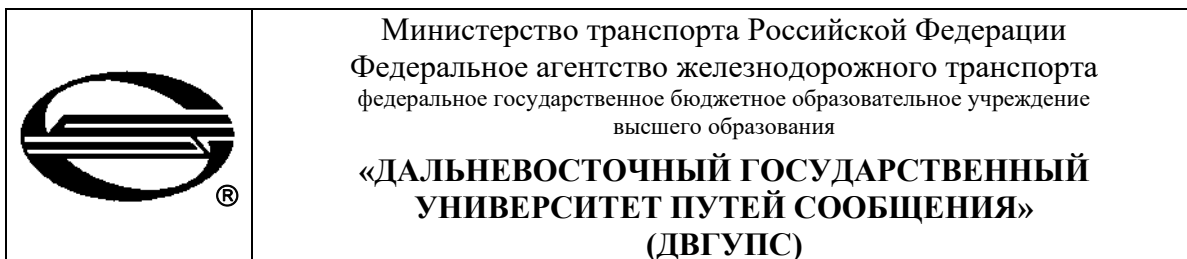 Министерство транспорта Российской Федерации
Федеральное агентство железнодорожного транспорта
федеральное государственное бюджетное образовательное учреждение
высшего образования
«ДАЛЬНЕВОСТОЧНЫЙ ГОСУДАРСТВЕННЫЙ
УНИВЕРСИТЕТ ПУТЕЙ СООБЩЕНИЯ»
(ДВГУПС)
®